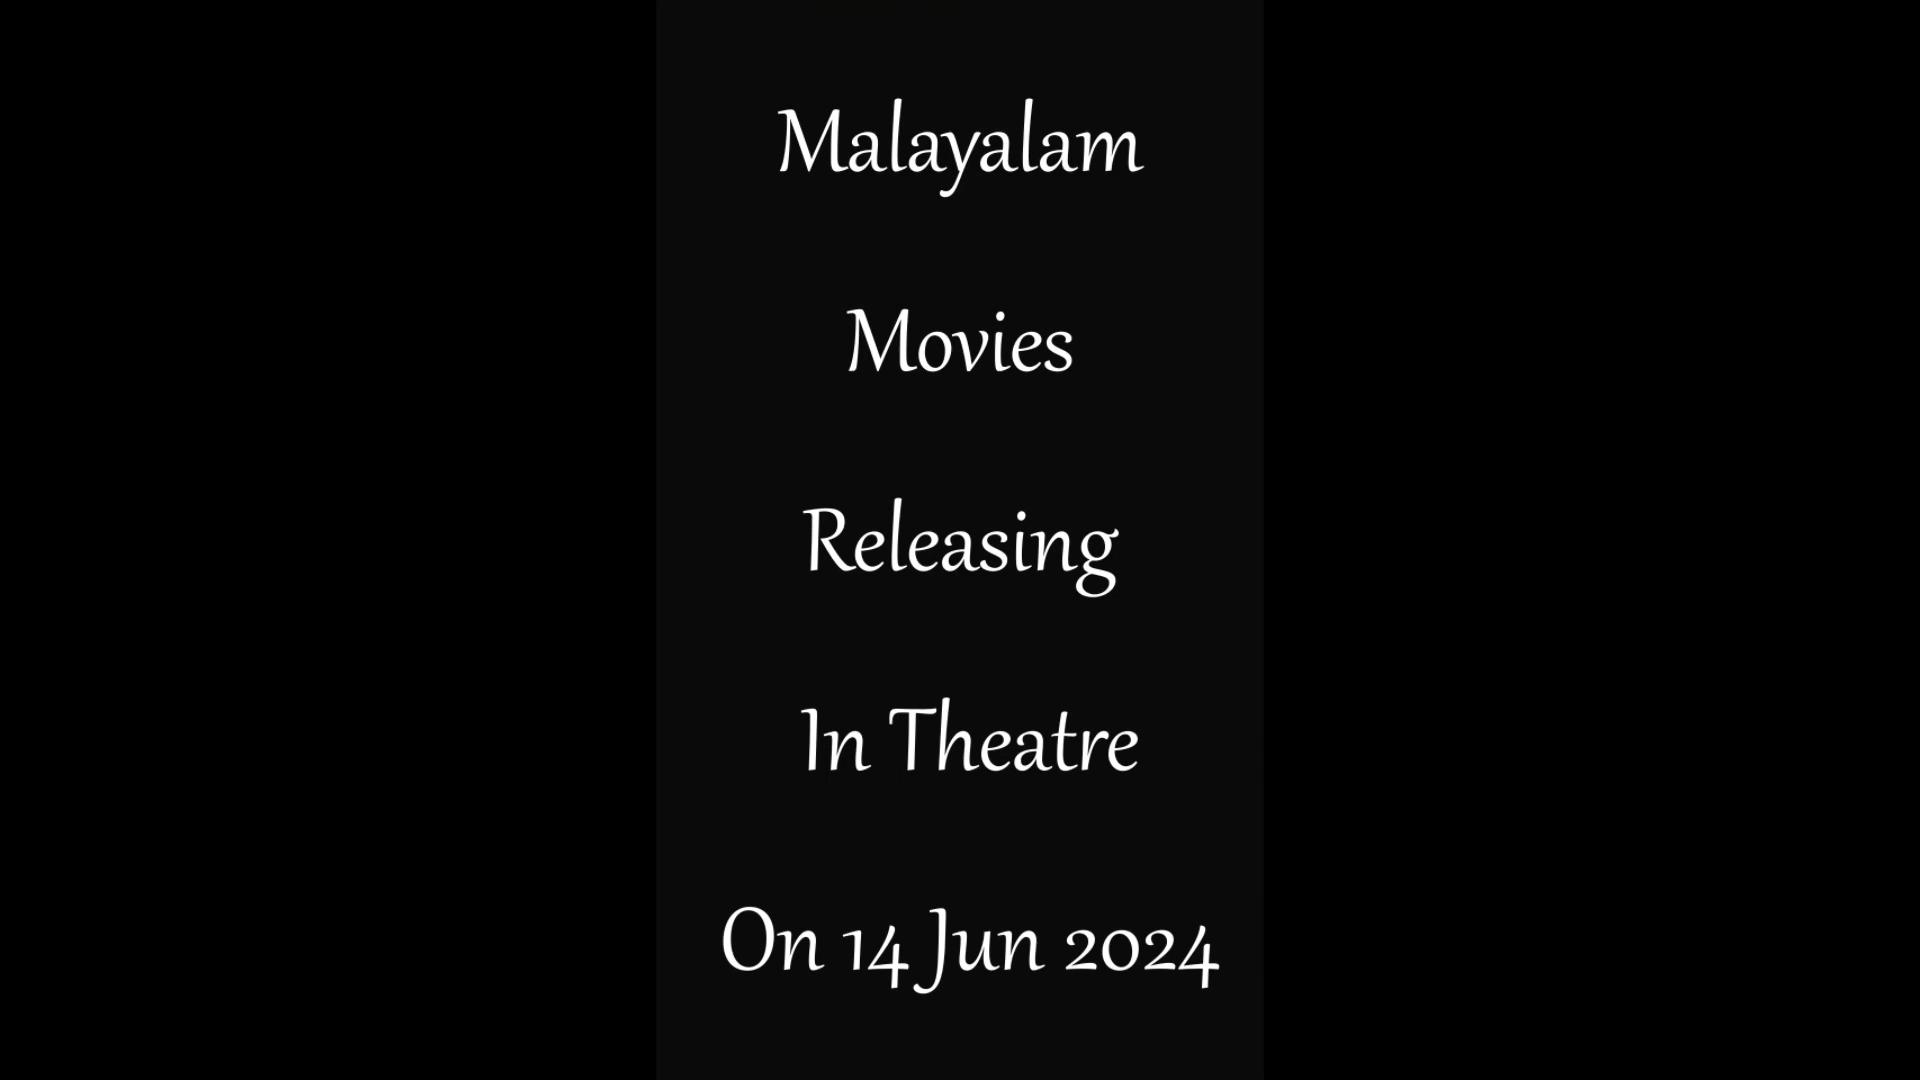 Malayalam
Movies
Releasing
In Theatre
On 14 Jun 2024